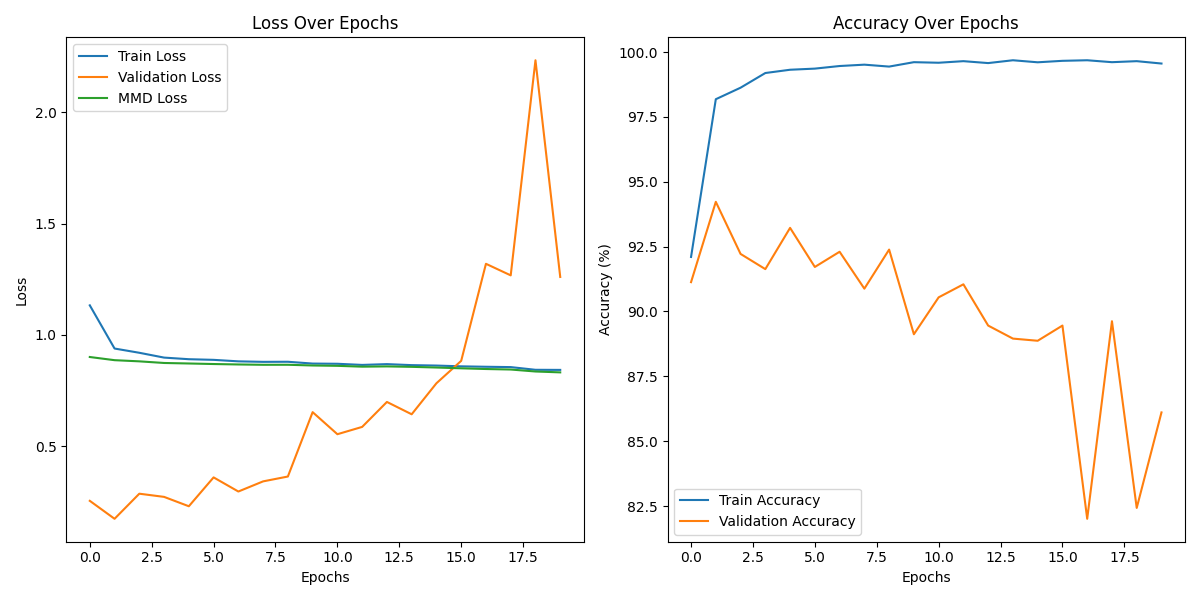 Loss Over Epochs
Train Loss
Validation Loss
MMD Loss
2.0
1.5
1.0
0.5
Loss
0.0 2.5 5.0 7.5 10.0 12.5 15.0 17.5
Epochs
Accuracy Over Epochs
100.0
97.5
95.0
92.5
90.0
87.5
85.0
82.5
Accuracy (%)
Train Accuracy
Validation Accuracy
0.0 2.5 5.0 7.5 10.0 12.5 15.0 17.5
Epochs